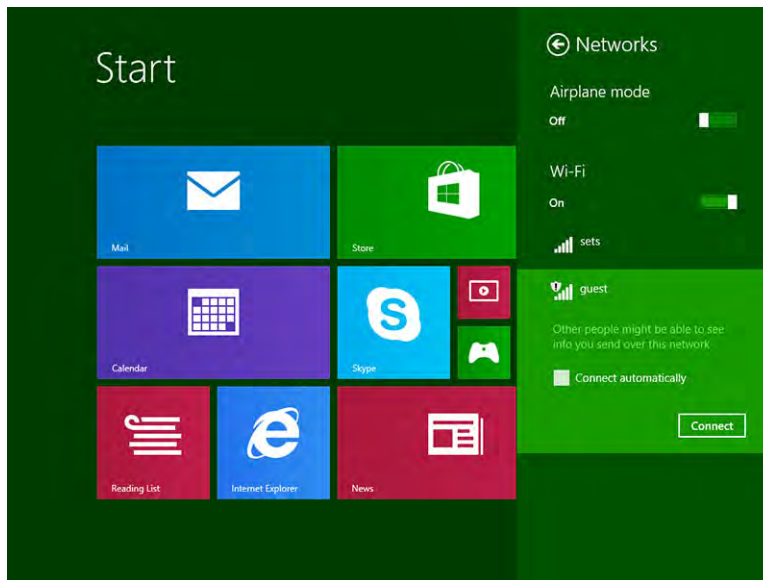 Start
Mail
Store
Calendar
Skype
Reading List
Internet Explorer
News
Networks
Airplane mode
Off
Wi-Fi
On
sets
guest
Other people might be able to see
info you send over this network
Connect automatically
Connect